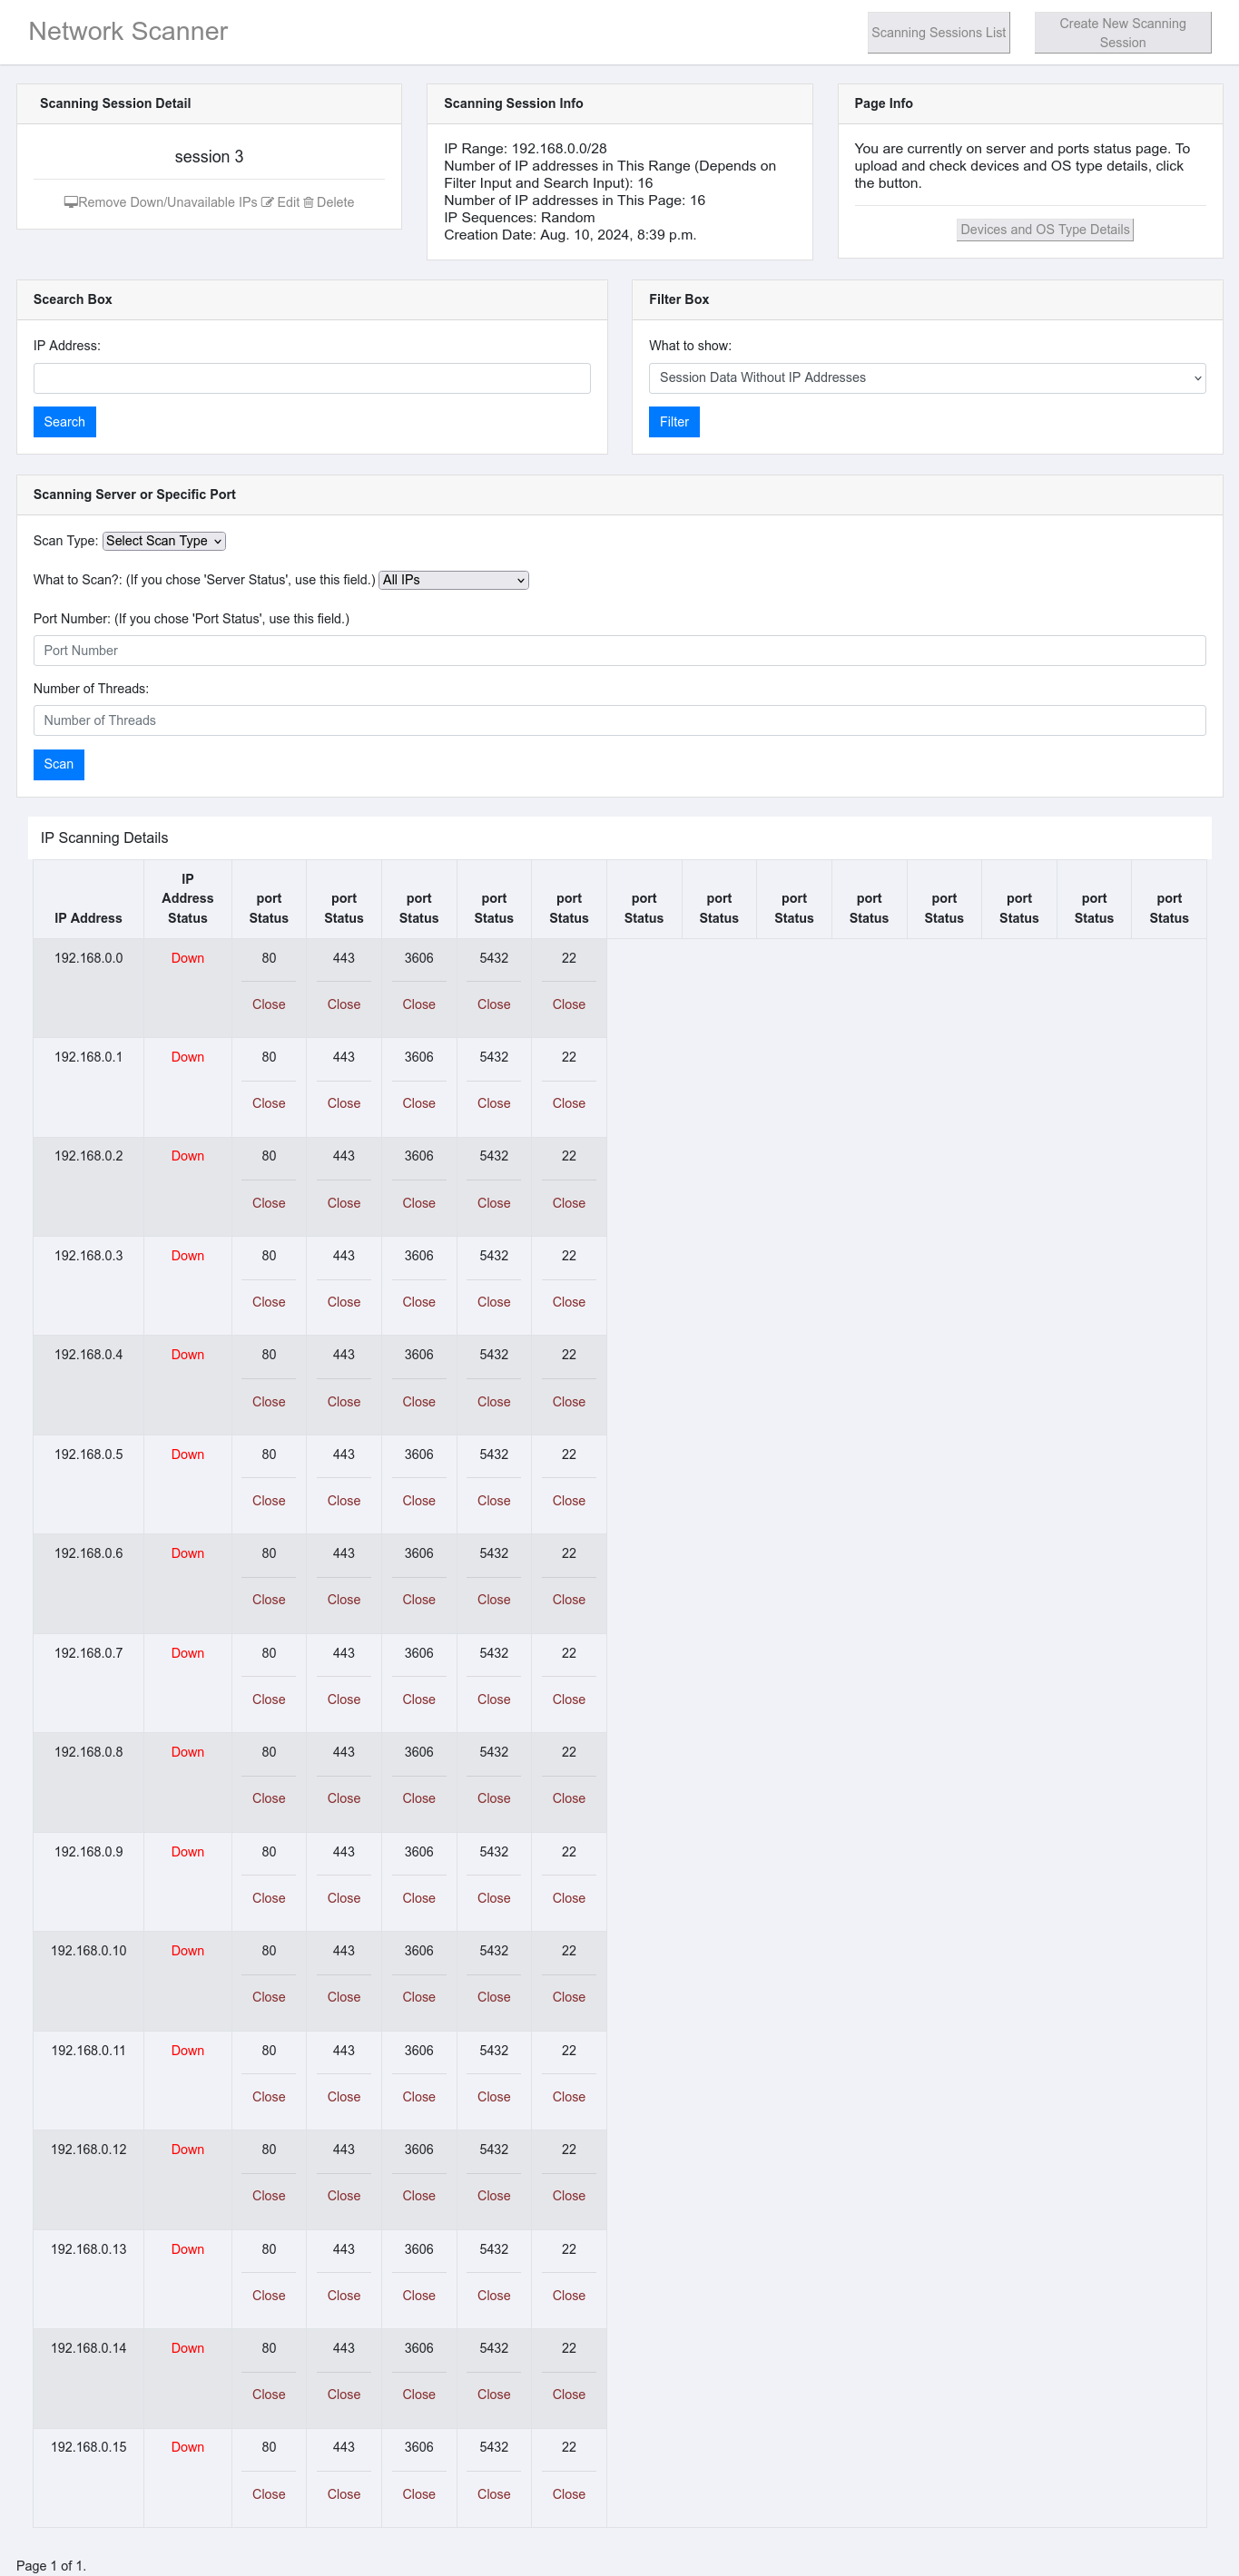 Network Scanner
Scanning Sessions List
Create New Scanning
Session
Scanning Session Detail
session 3
Remove Down/Unavailable IPs Edit Delete
Scanning Session Info
IP Range: 192.168.0.0/28
Number of IP addresses in This Range (Depends on
Filter Input and Search Input): 16
Number of IP addresses in This Page: 16
IP Sequences: Random
Creation Date: Aug. 10, 2024, 8:39 p.m.
Page Info
You are currently on server and ports status page. To
upload and check devices and OS type details, click
the button.
Devices and OS Type Details
Scearch Box
IP Address:
Search
Filter Box
What to show:
Session Data Without IP Addresses
Filter
Scanning Server or Specific Port
Scan Type: Select Scan Type
What to Scan?: (If you chose 'Server Status', use this field.) All IPs
Port Number: (If you chose 'Port Status', use this field.)
Port Number
Number of Threads:
Number of Threads
Scan
IP Scanning Details
IP
Address port port port port port port port port port port port port port
IP Address Status Status Status Status Status Status Status Status Status Status Status Status Status Status
192.168.0.0 Down 80 443 3606 5432 22
Close Close Close Close Close
192.168.0.1 Down 80 443 3606 5432 22
Close Close Close Close Close
192.168.0.2 Down 80 443 3606 5432 22
Close Close Close Close Close
192.168.0.3 Down 80 443 3606 5432 22
Close Close Close Close Close
192.168.0.4 Down 80 443 3606 5432 22
Close Close Close Close Close
192.168.0.5 Down 80 443 3606 5432 22
Close Close Close Close Close
192.168.0.6 Down 80 443 3606 5432 22
Close Close Close Close Close
192.168.0.7 Down 80 443 3606 5432 22
Close Close Close Close Close
192.168.0.8 Down 80 443 3606 5432 22
Close Close Close Close Close
192.168.0.9 Down 80 443 3606 5432 22
Close Close Close Close Close
192.168.0.10 Down 80 443 3606 5432 22
Close Close Close Close Close
192.168.0.11 Down 80 443 3606 5432 22
Close Close Close Close Close
192.168.0.12 Down 80 443 3606 5432 22
Close Close Close Close Close
192.168.0.13 Down 80 443 3606 5432 22
Close Close Close Close Close
192.168.0.14 Down 80 443 3606 5432 22
Close Close Close Close Close
192.168.0.15 Down 80 443 3606 5432 22
Close Close Close Close Close
Page 1 of 1.